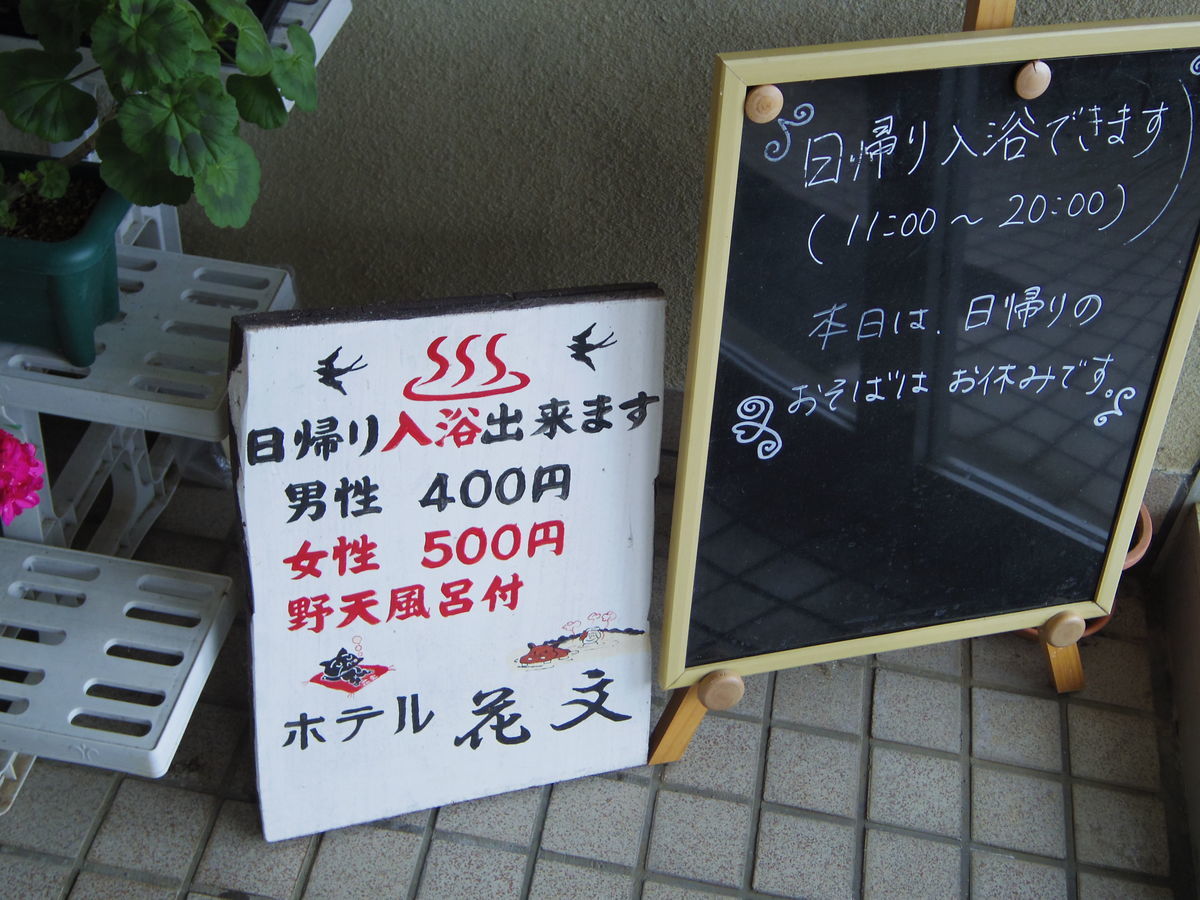 日帰り入浴出来ます
男性 400円
女性 500円
野天風呂付
ホテル 花文
日帰り入浴できます
(11:00～20:00)
本日は、日帰りの
おそばは お休みです。